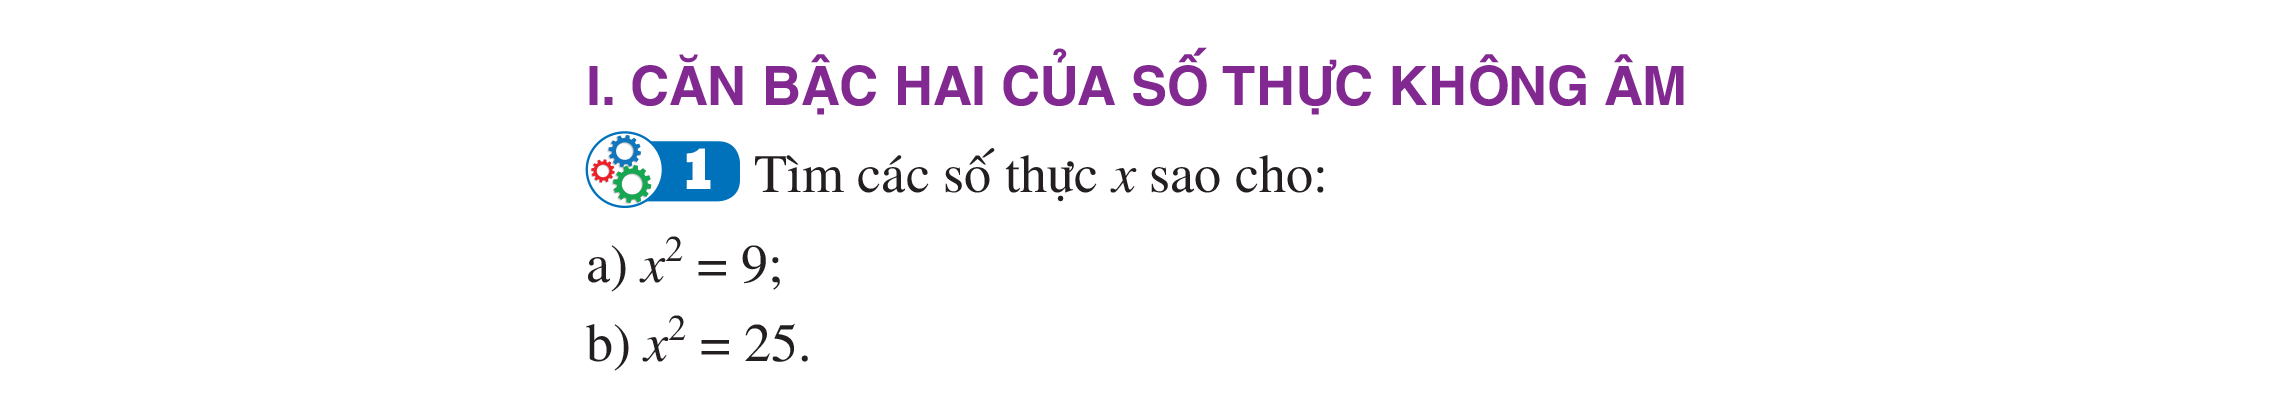 I. CĂN BẬC HAI CỦA SỐ THỰC KHÔNG ÂM
1 Tìm các số thực x sao cho:
a) x² = 9;
b) x² = 25.